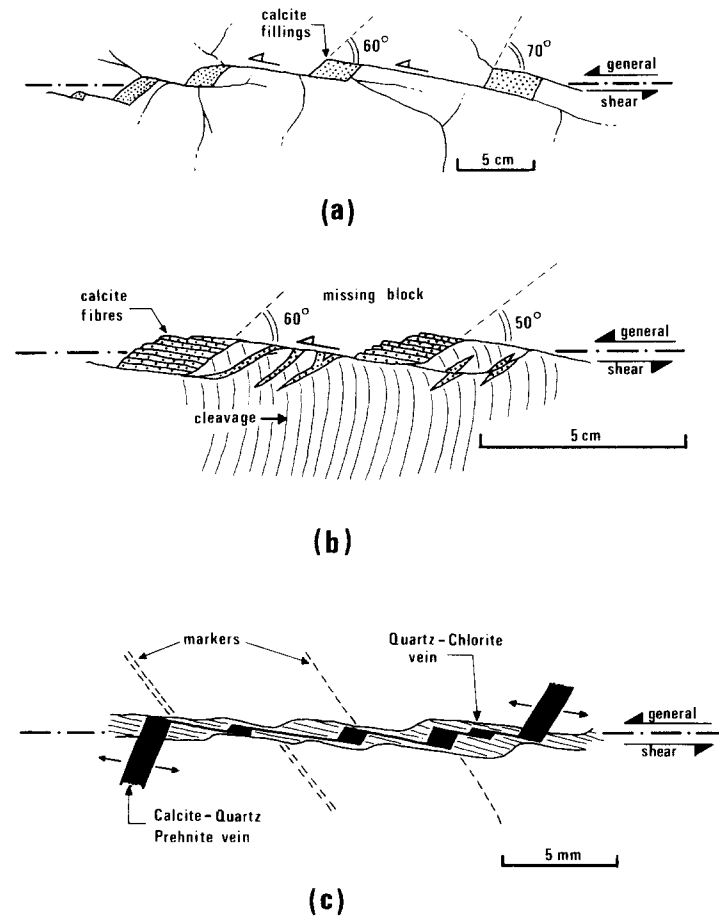 calcite
fillings
60°
70°
general
shear
5 cm
(a)
calcite
fibres
missing block
60°
50°
general
shear
cleavage
5 cm
(b)
markers
Quartz-Chlorite
vein
general
shear
Calcite-Quartz
Prehnite vein
5 mm
(c)